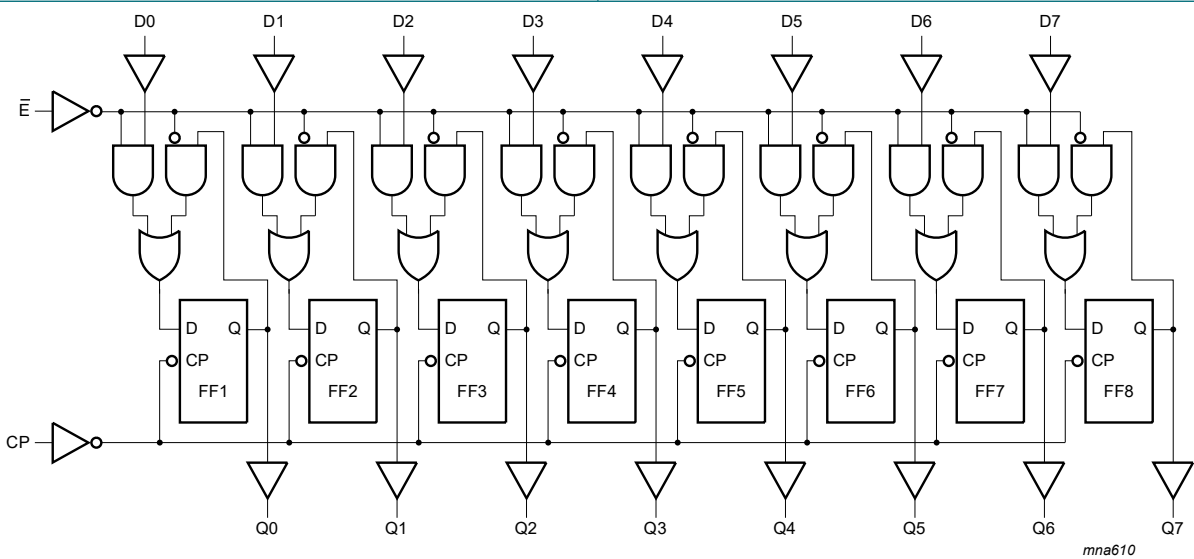 D0 D1 D2 D3 D4 D5 D6 D7
E̅
D Q D Q D Q D Q D Q D Q D Q D Q
CP CP CP CP CP CP CP CP
FF1 FF2 FF3 FF4 FF5 FF6 FF7 FF8
CP
Q0 Q1 Q2 Q3 Q4 Q5 Q6 Q7
mna610